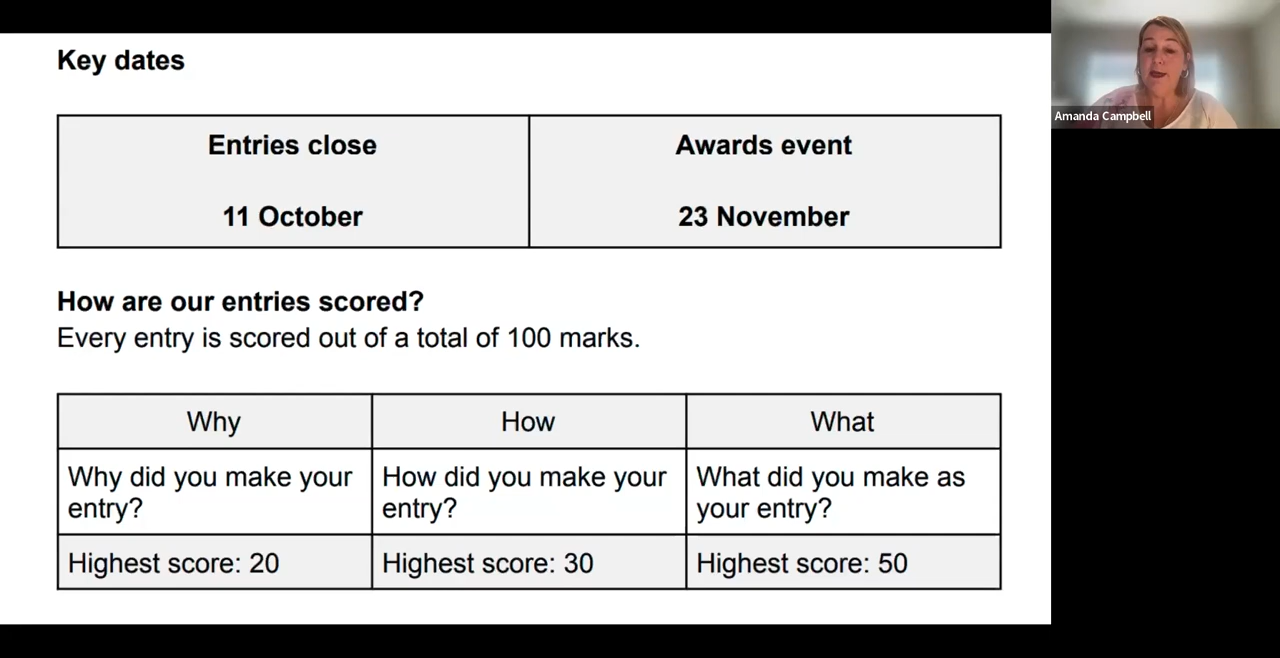 Key dates
Entries close
Awards event
11 October
23 November
How are our entries scored?
Every entry is scored out of a total of 100 marks.
Why
How
What
Why did you make your
entry?
How did you make your
entry?
What did you make as
your entry?
Highest score: 20
Highest score: 30
Highest score: 50
Amanda Campbell